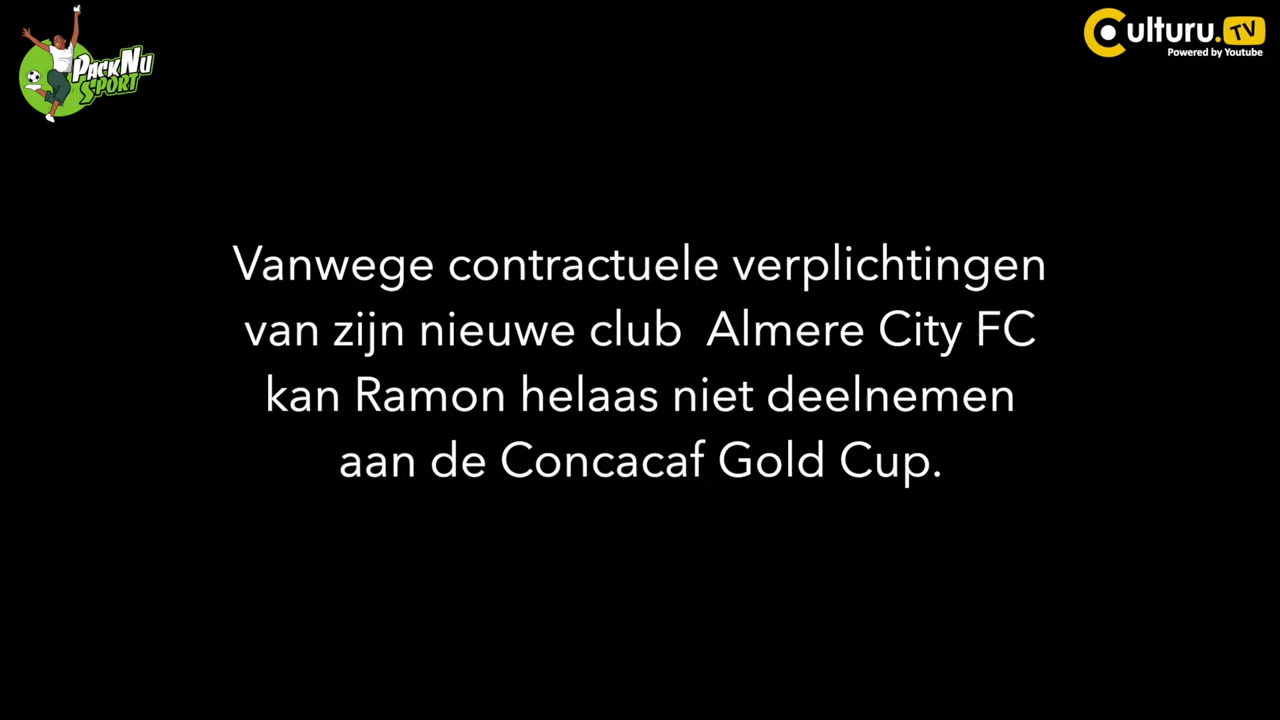 PackNu
Sport
Culturu.TV
Powered by Youtube
Vanwege contractuele verplichtingen
van zijn nieuwe club Almere City FC
kan Ramon helaas niet deelnemen
aan de Concacaf Gold Cup.